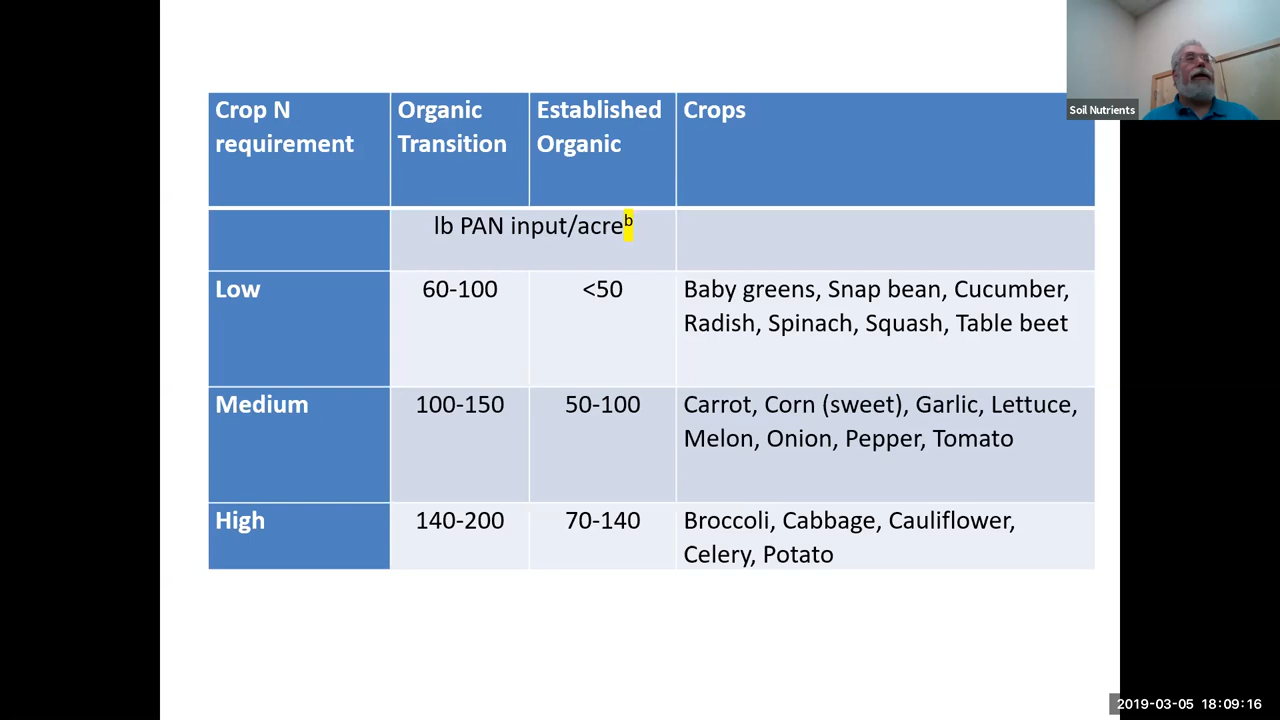 Soil Nutrients
Crop N
requirement
Organic
Transition
Established
Organic
Crops
lb PAN input/acreᵇ
Low
60-100
<50
Baby greens, Snap bean, Cucumber,
Radish, Spinach, Squash, Table beet
Medium
100-150
50-100
Carrot, Corn (sweet), Garlic, Lettuce,
Melon, Onion, Pepper, Tomato
High
140-200
70-140
Broccoli, Cabbage, Cauliflower,
Celery, Potato
2019-03-05 18:09:16